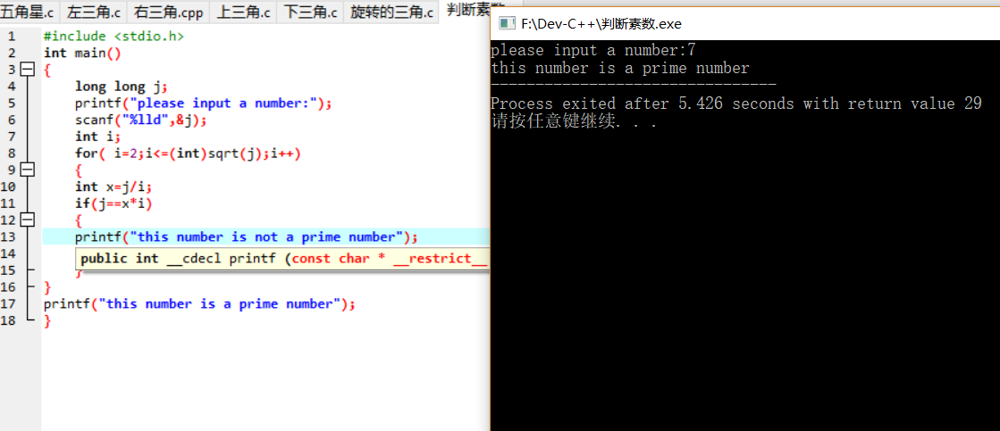 五角星.c 左三角.c 右三角.cpp 上三角.c 下三角.c 旋转的三角.c 判断素数
1 #include <stdio.h>
2 int main()
3 {
4 long long j;
5 printf("please input a number:");
6 scanf("%lld",&j);
7 int i;
8 for( i=2;i<=(int)sqrt(j);i++)
9 {
10 int x=j/i;
11 if(j==x*i)
12 {
13 printf("this number is not a prime number");
14
public int __cdecl printf (const char * __restrict__
15 }
16 }
17 printf("this number is a prime number");
18 }
F:\Dev-C++\判断素数.exe
please input a number:7
this number is a prime number
--------------------------------
Process exited after 5.426 seconds with return value 29
请按任意键继续. . .